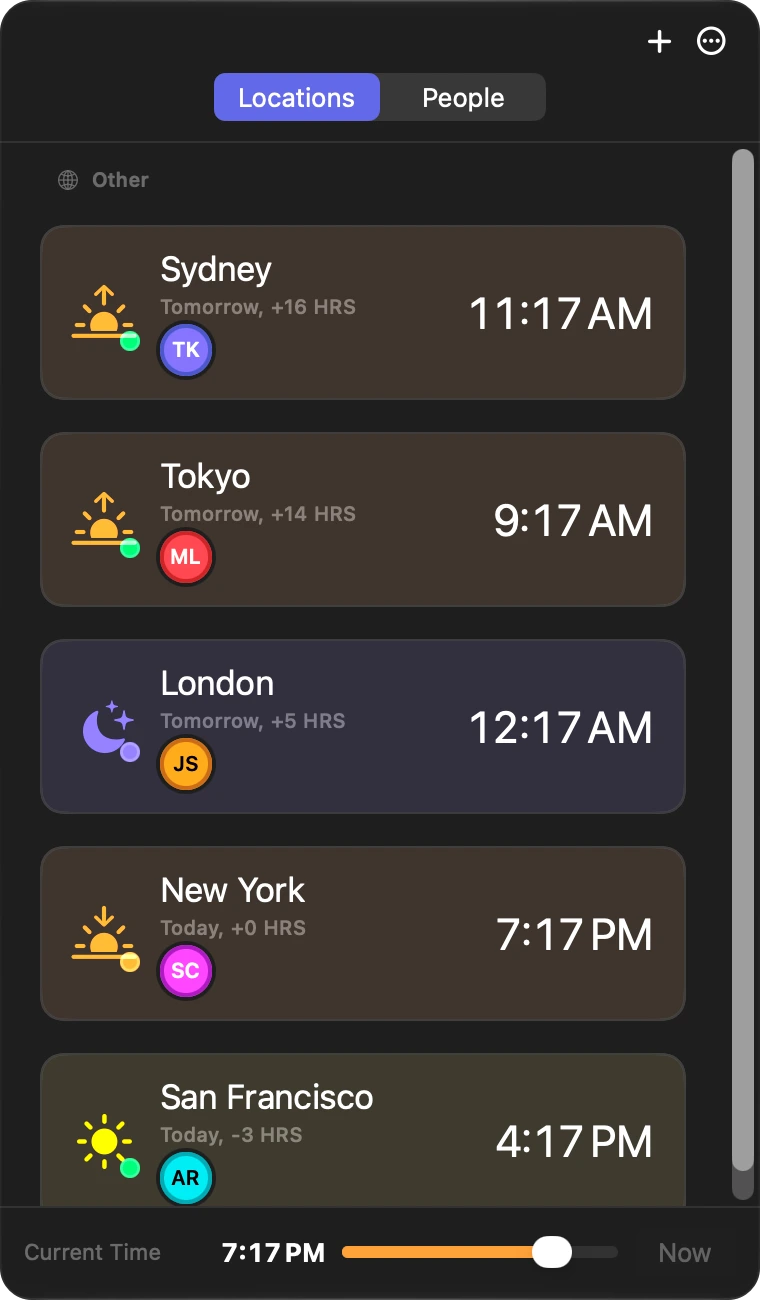 Locations People
Other
Sydney
Tomorrow, +16 HRS
11:17 AM
TK
Tokyo
Tomorrow, +14 HRS
9:17 AM
ML
London
Tomorrow, +5 HRS
12:17 AM
JS
New York
Today, +0 HRS
7:17 PM
SC
San Francisco
Today, -3 HRS
4:17 PM
AR
Current Time 7:17 PM Now